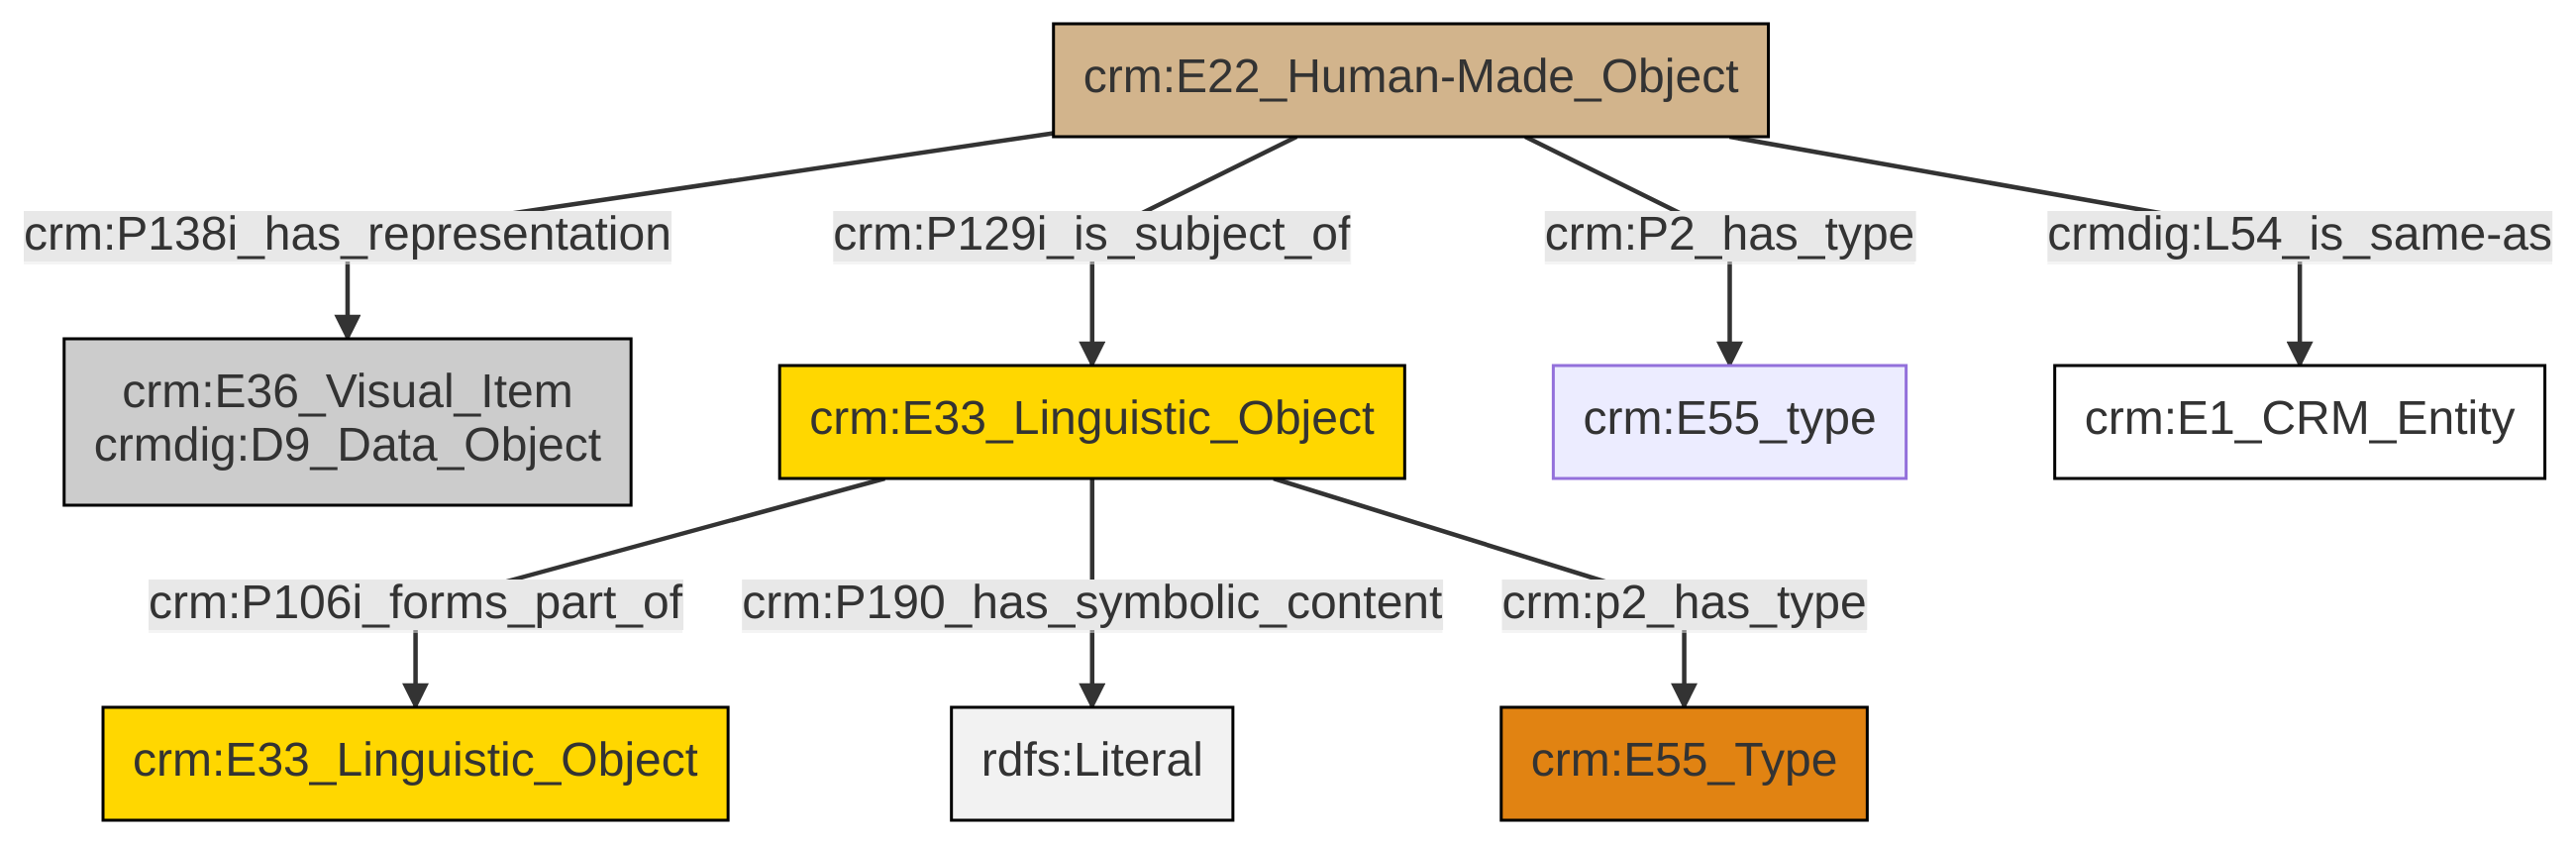 crm:E22_Human-Made_Object
crm:P138i_has_representation
crm:P129i_is_subject_of
crm:P2_has_type
crmdig:L54_is_same-as
crm:E36_Visual_Item
crmdig:D9_Data_Object
crm:E33_Linguistic_Object
crm:E55_type
crm:E1_CRM_Entity
crm:P106i_forms_part_of
crm:P190_has_symbolic_content
crm:p2_has_type
crm:E33_Linguistic_Object
rdfs:Literal
crm:E55_Type